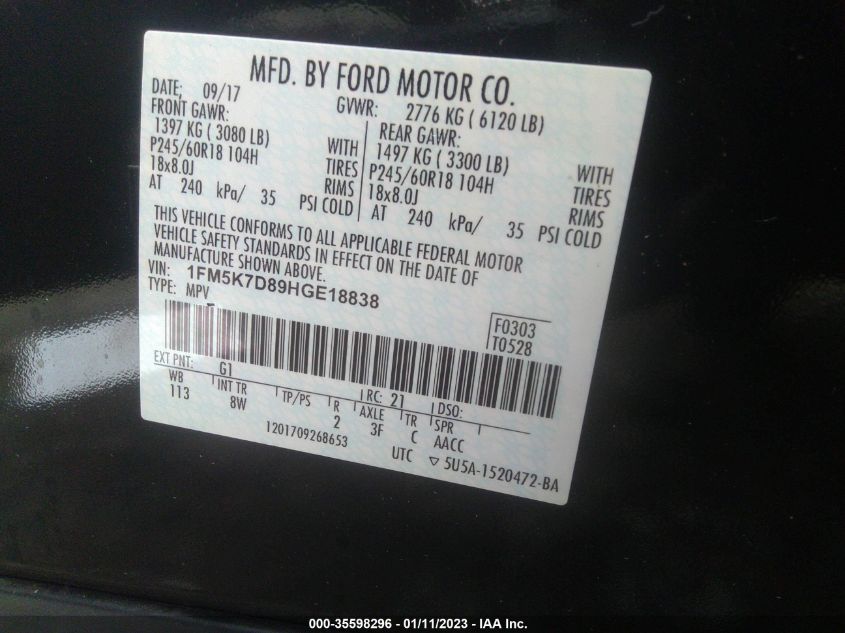 MFD. BY FORD MOTOR CO.
DATE: 09/17 GVWR: 2776 KG ( 6120 LB)
FRONT GAWR: REAR GAWR:
1397 KG ( 3080 LB) WITH 1497 KG ( 3300 LB) WITH
P245/60R18 104H TIRES P245/60R18 104H TIRES
18x8.0J RIMS 18x8.0J RIMS
AT 240 kPa/ 35 PSI COLD AT 240 kPa/ 35 PSI COLD
THIS VEHICLE CONFORMS TO ALL APPLICABLE FEDERAL MOTOR
VEHICLE SAFETY STANDARDS IN EFFECT ON THE DATE OF
MANUFACTURE SHOWN ABOVE.
VIN: 1FM5K7D89HGE18838
TYPE: MPV
F0303
T0528
EXT PNT: G1 RC: 21 DSO:
WB INT TR TP/PS R AXLE TR SPR
113 8W 2 3F C AACC
1201709268653
UTC ▽ 5U5A-1520472-BA
000-35598296 - 01/11/2023 - IAA Inc.